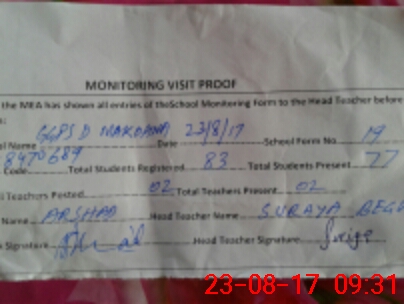 MONITORING VISIT PROOF
the MEA has shown all entries of the School Monitoring Form to the Head Teacher before
ol Name GGPS D MAKDANA Date 23/8/17 School Form No. 19
Code 8470689 Total Students Registered 83 Total Students Present 77
Teachers Posted 02 Total Teachers Present 02
Name ARSHAD Head Teacher Name SURAYA BEG
Signature Head Teacher Signature
23-08-17 09:31